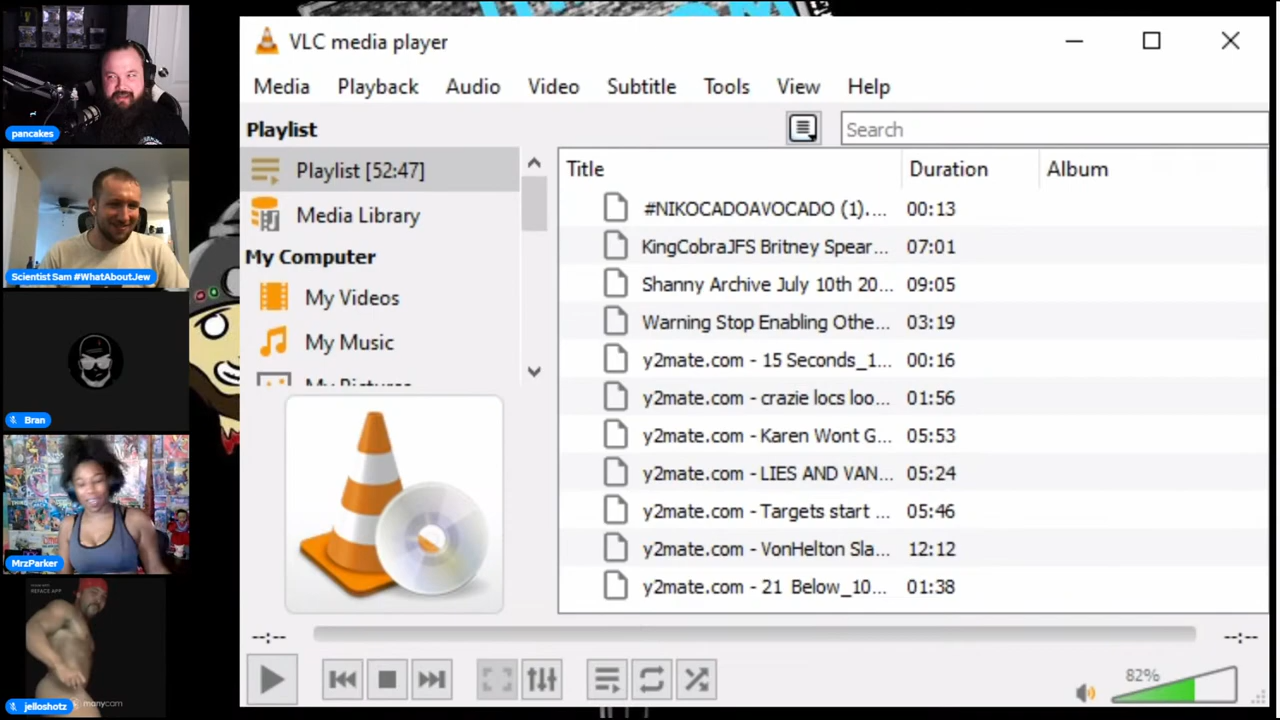 pancakes
Scientist Sam #WhatAboutJew
Bran
MrzParker
REFACE APP
manycam
jelloshotz
VLC media player
Media Playback Audio Video Subtitle Tools View Help
Playlist
Search
Playlist [52:47]
Media Library
My Computer
My Videos
My Music
My Pictures
Title Duration Album
#NIKOCADOAVOCADO (1).... 00:13
KingCobraJFS Britney Spear... 07:01
Shanny Archive July 10th 20... 09:05
Warning Stop Enabling Othe... 03:19
y2mate.com - 15 Seconds_1... 00:16
y2mate.com - crazie locs loo... 01:56
y2mate.com - Karen Wont G... 05:53
y2mate.com - LIES AND VAN... 05:24
y2mate.com - Targets start ... 05:46
y2mate.com - VonHelton Sla... 12:12
y2mate.com - 21 Below_10... 01:38
--:-- --:--
82%